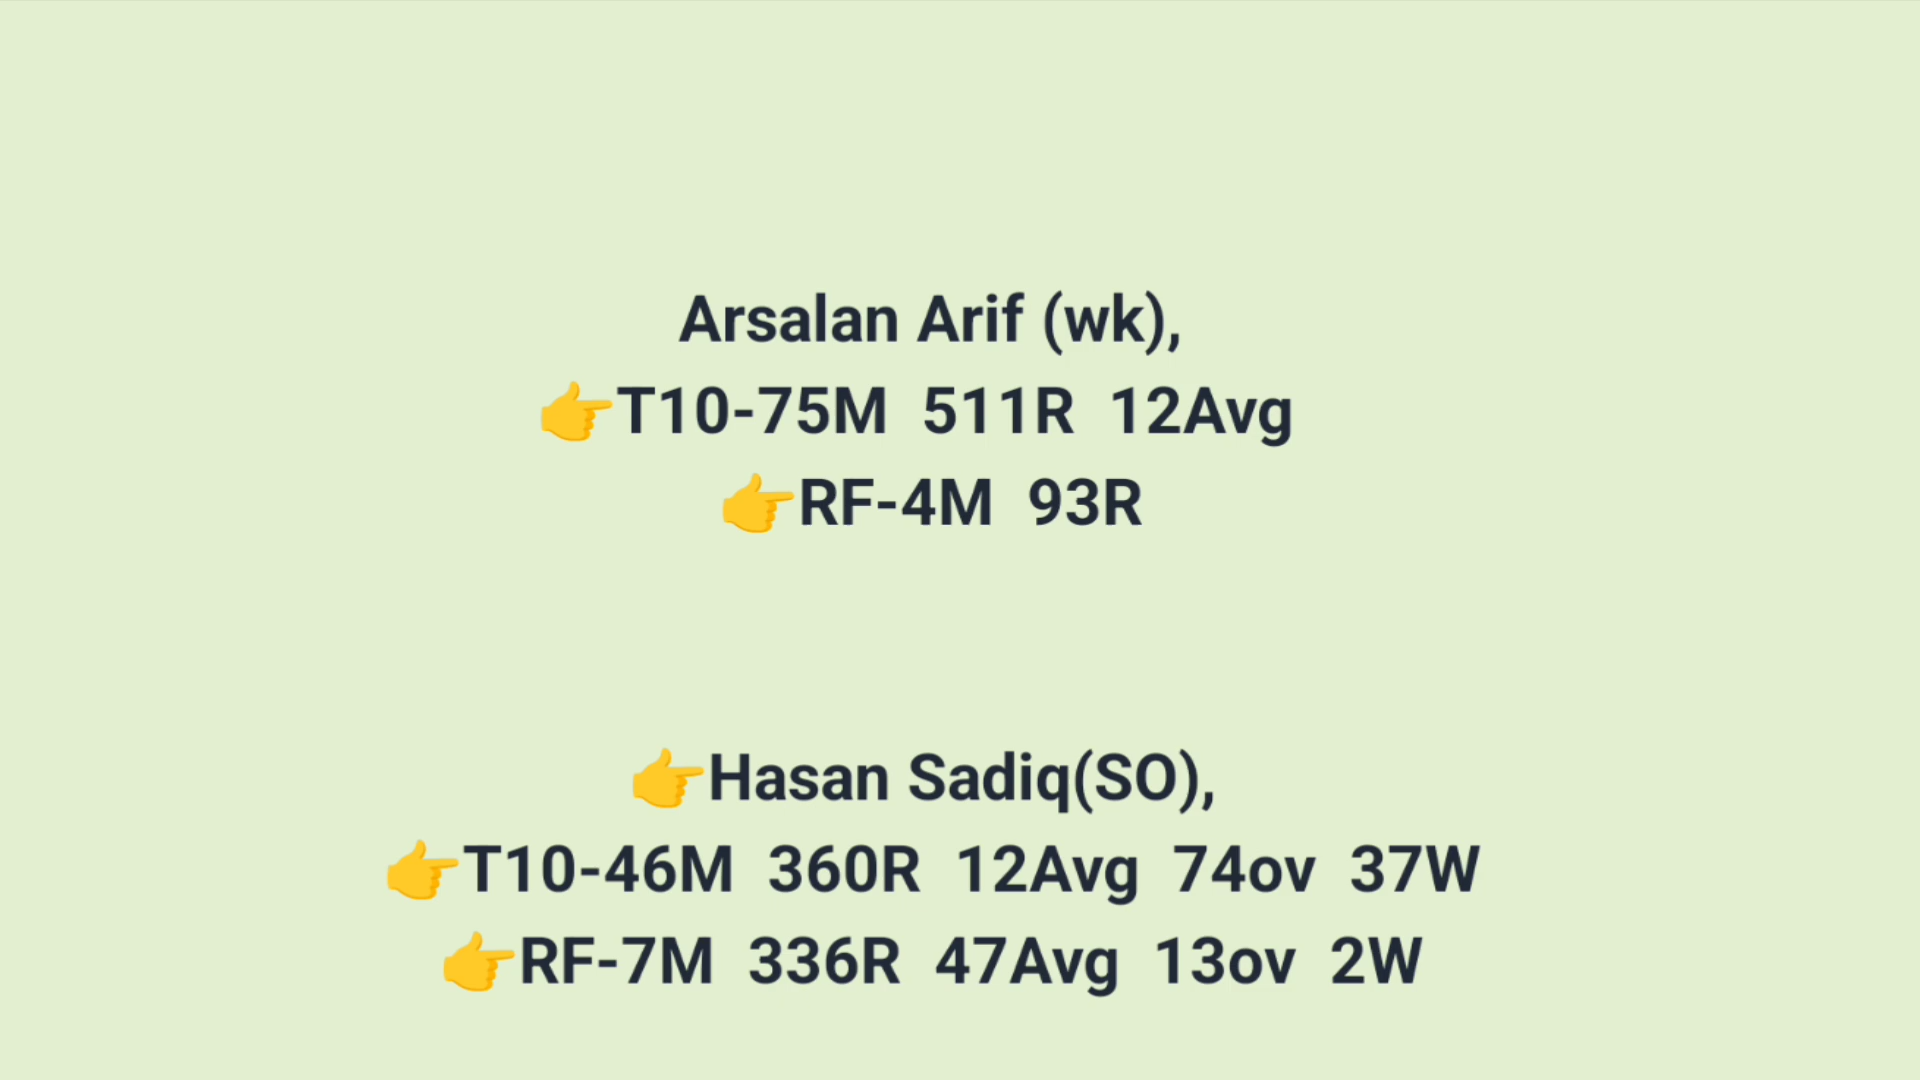 Arsalan Arif (wk),
👉T10-75M 511R 12Avg
👉RF-4M 93R
👉Hasan Sadiq(SO),
👉T10-46M 360R 12Avg 74ov 37W
👉RF-7M 336R 47Avg 13ov 2W